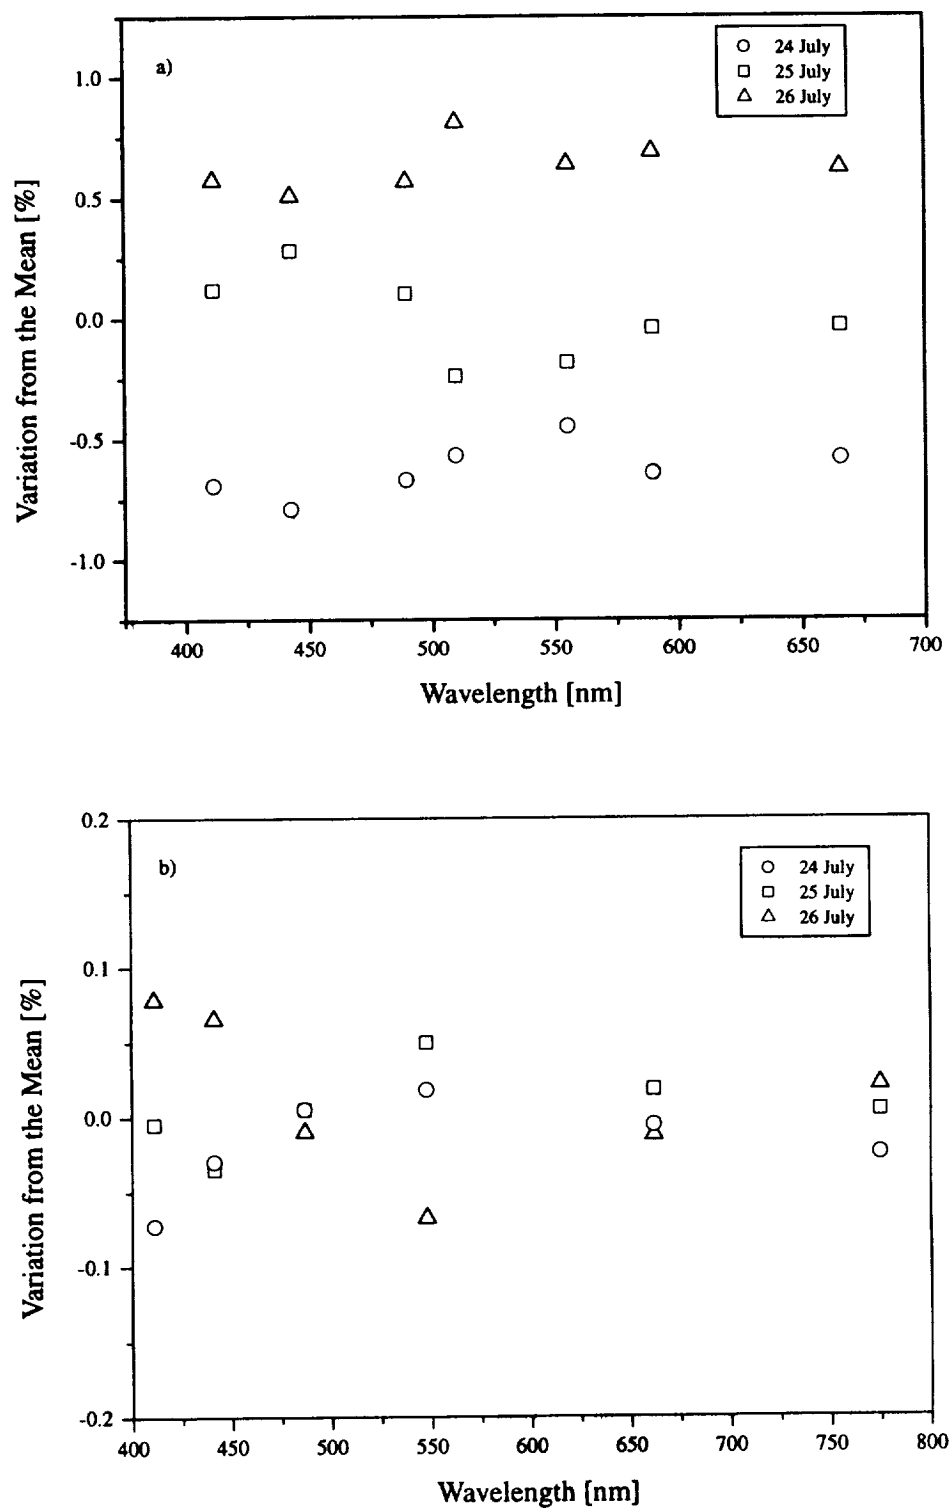 a)
24 July
25 July
26 July
1.0
0.5
0.0
-0.5
-1.0
Variation from the Mean [%]
400 450 500 550 600 650 700
Wavelength [nm]
b)
24 July
25 July
26 July
0.2
0.1
0.0
-0.1
-0.2
Variation from the Mean [%]
400 450 500 550 600 650 700 750 800
Wavelength [nm]